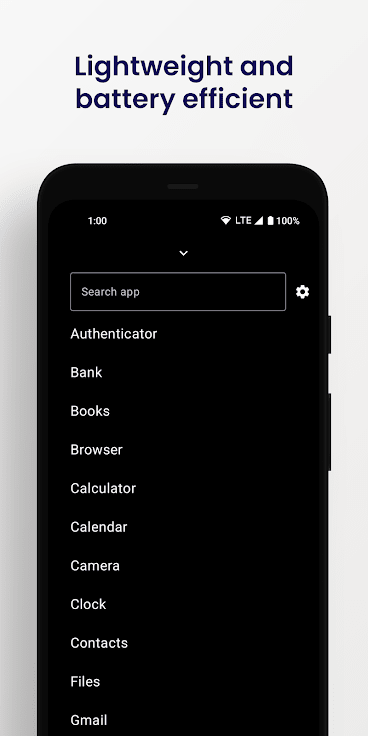 Lightweight and
battery efficient
1:00 LTE 100%
Search app
Authenticator
Bank
Books
Browser
Calculator
Calendar
Camera
Clock
Contacts
Files
Gmail